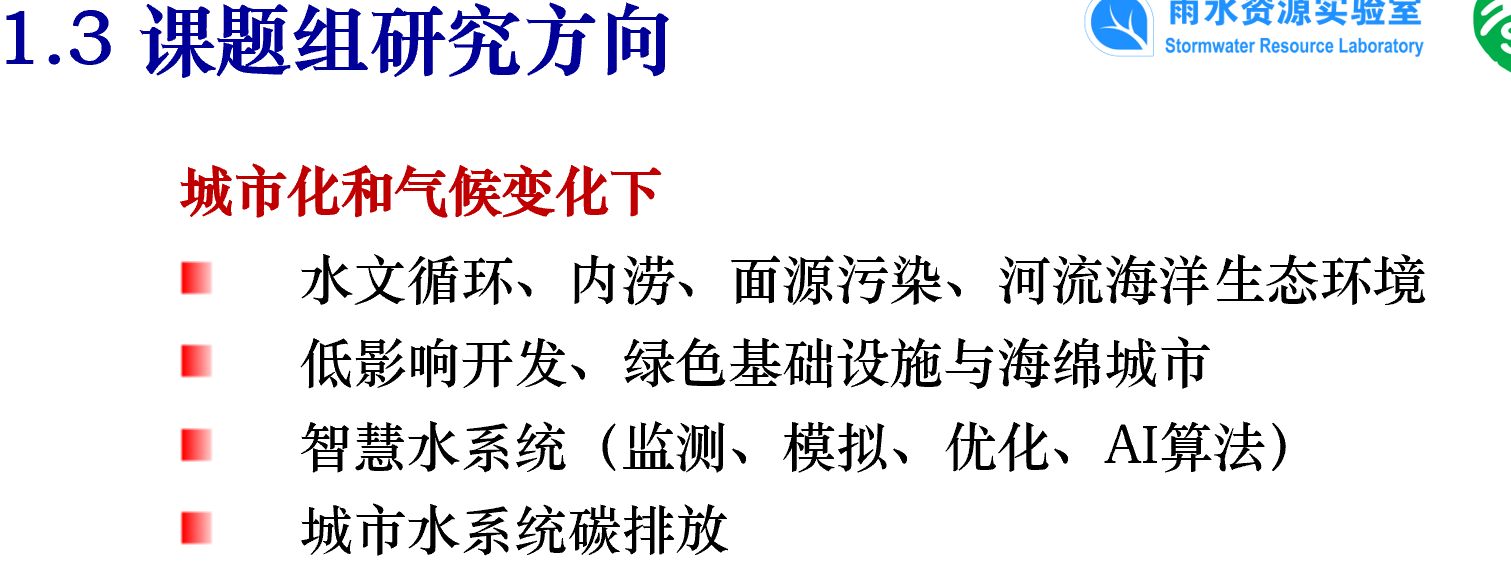 1.3 课题组研究方向
雨水资源实验室
Stormwater Resource Laboratory
城市化和气候变化下
水文循环、内涝、面源污染、河流海洋生态环境
低影响开发、绿色基础设施与海绵城市
智慧水系统（监测、模拟、优化、AI算法）
城市水系统碳排放